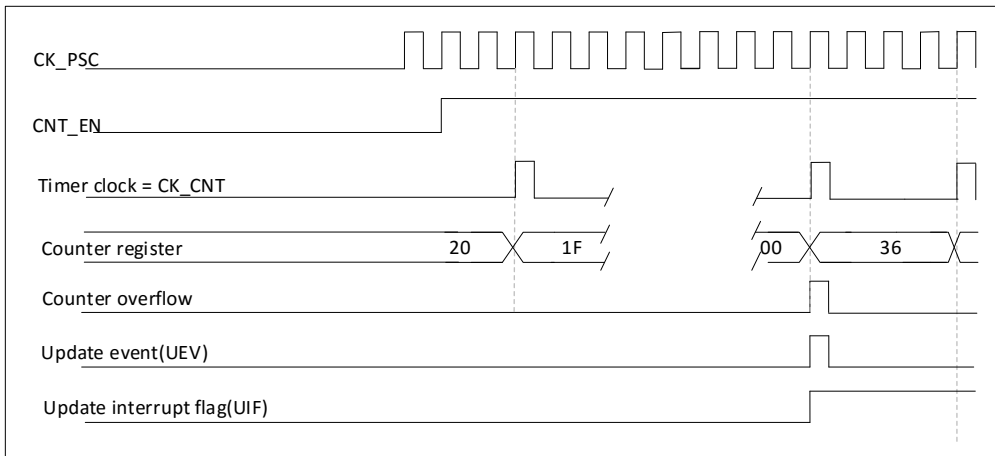 CK_PSC
CNT_EN
Timer clock = CK_CNT
Counter register 20 1F 00 36
Counter overflow
Update event(UEV)
Update interrupt flag(UIF)